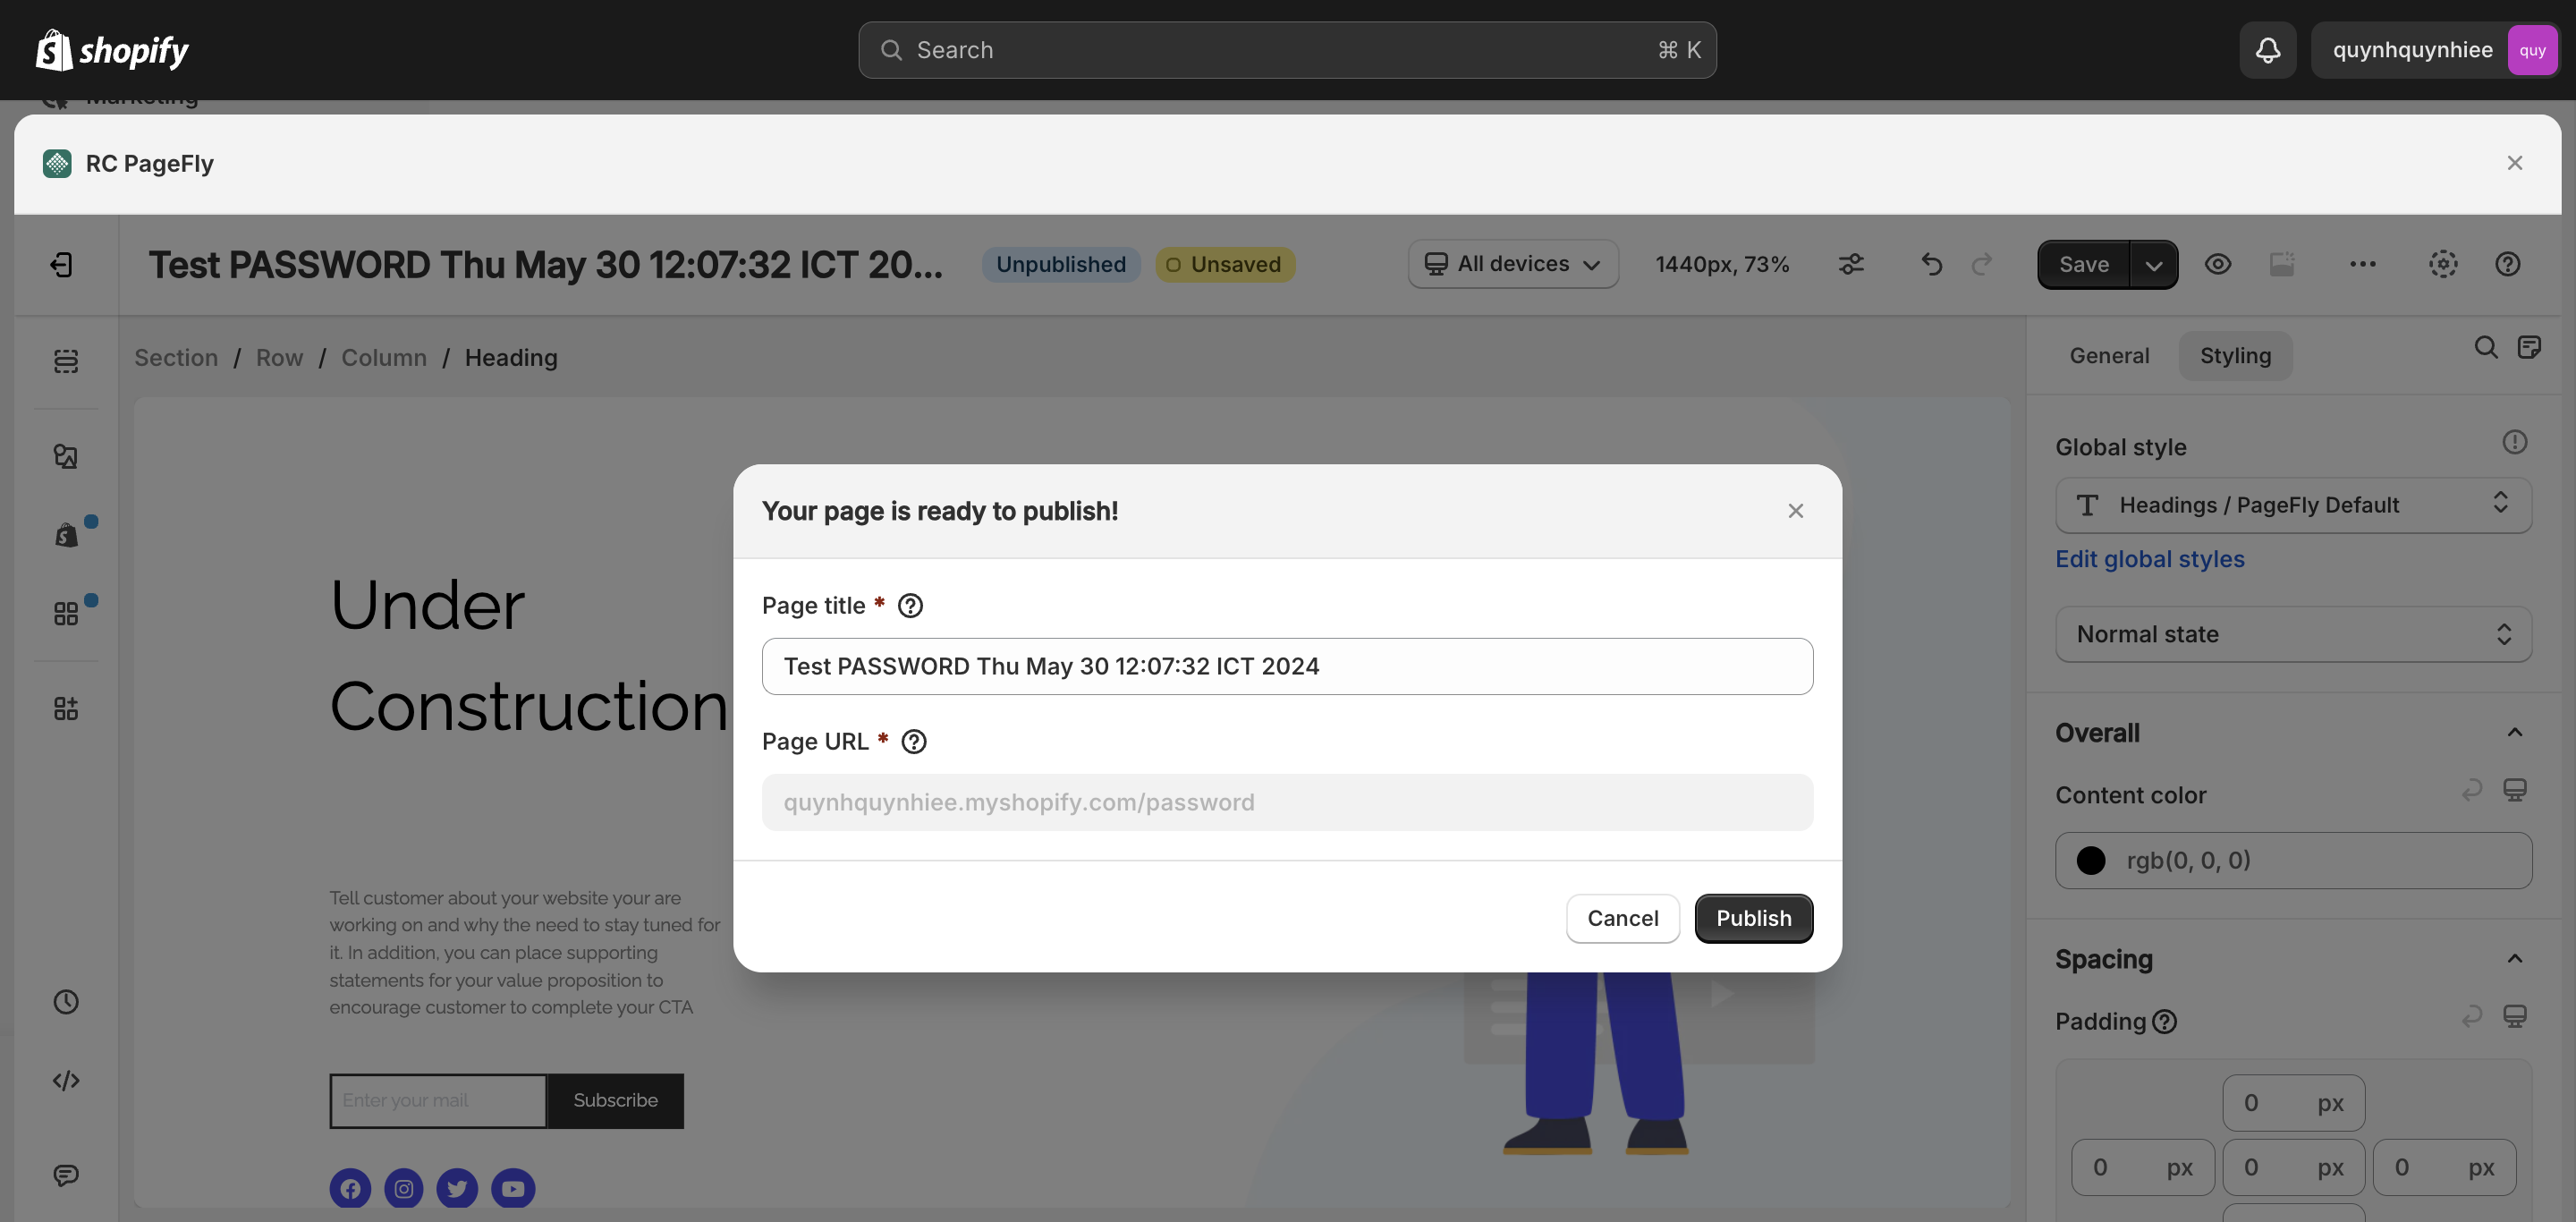 shopify
Search
⌘ K
quynhquynhiee
quy
Marketing
RC PageFly
Test PASSWORD Thu May 30 12:07:32 ICT 20...
Unpublished
Unsaved
All devices
1440px, 73%
Save
Section / Row / Column / Heading
General
Styling
Global style
Headings / PageFly Default
Edit global styles
Normal state
Overall
Content color
rgb(0, 0, 0)
Spacing
Padding
0 px
0 px
0 px
0 px
Under
Construction
Tell customer about your website your are
working on and why the need to stay tuned for
it. In addition, you can place supporting
statements for your value proposition to
encourage customer to complete your CTA
Enter your mail
Subscribe
Your page is ready to publish!
Page title *
Test PASSWORD Thu May 30 12:07:32 ICT 2024
Page URL *
quynhquynhiee.myshopify.com/password
Cancel
Publish